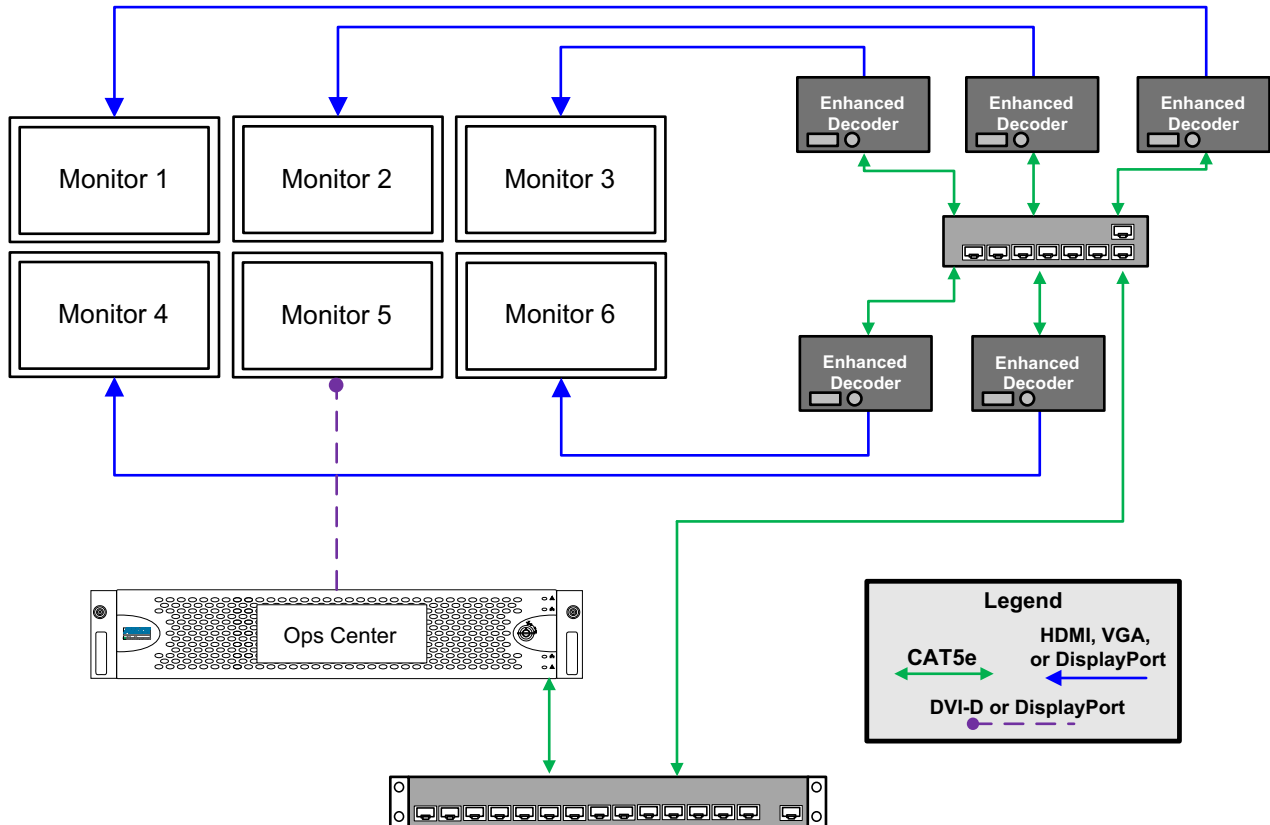 Enhanced
Decoder
Enhanced
Decoder
Enhanced
Decoder
Monitor 1
Monitor 2
Monitor 3
Monitor 4
Monitor 5
Monitor 6
Enhanced
Decoder
Enhanced
Decoder
Ops Center
Legend
CAT5e
HDMI, VGA,
or DisplayPort
DVI-D or DisplayPort